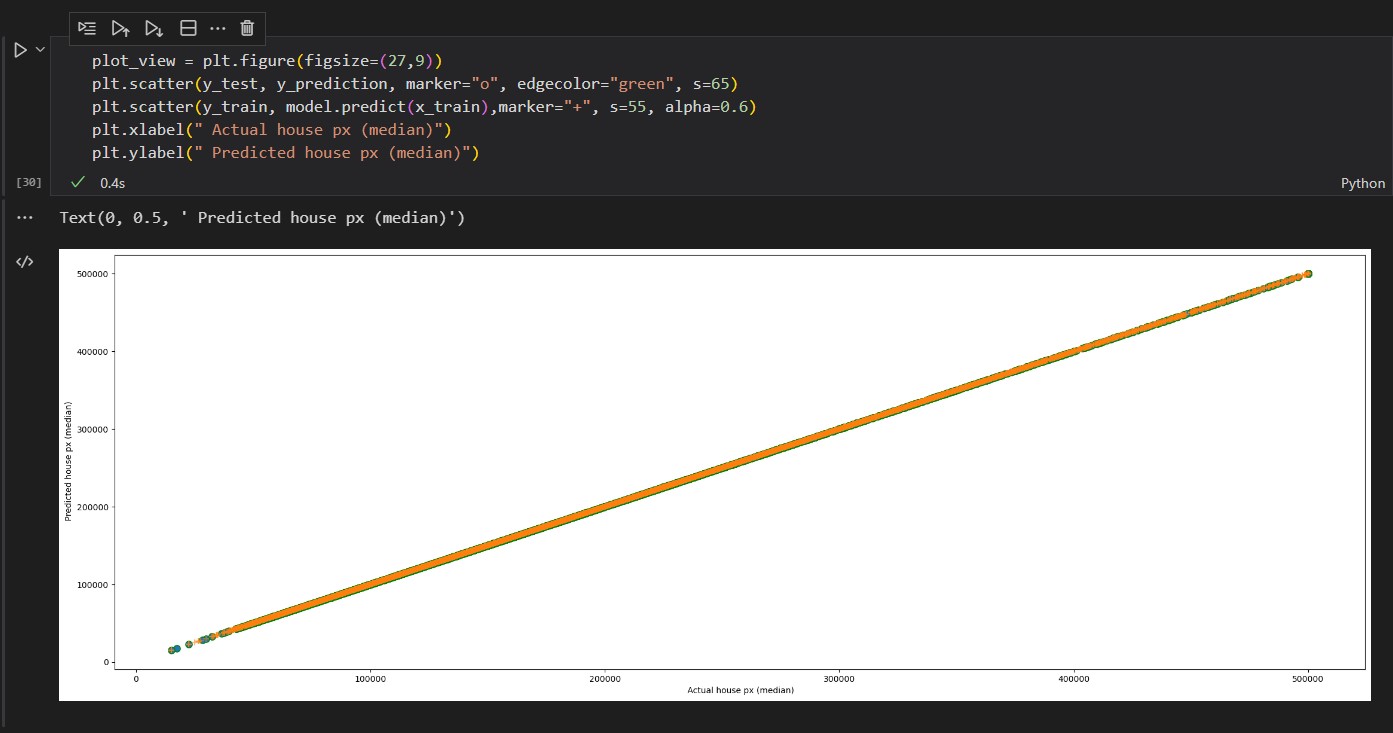 plot_view = plt.figure(figsize=(27,9))
plt.scatter(y_test, y_prediction, marker="o", edgecolor="green", s=65)
plt.scatter(y_train, model.predict(x_train),marker="+", s=55, alpha=0.6)
plt.xlabel(" Actual house px (median)")
plt.ylabel(" Predicted house px (median)")
[30] 0.4s Python
Text(0, 0.5, ' Predicted house px (median)')
500000
400000
300000
200000
100000
0
Predicted house px (median)
0 100000 200000 300000 400000 500000
Actual house px (median)